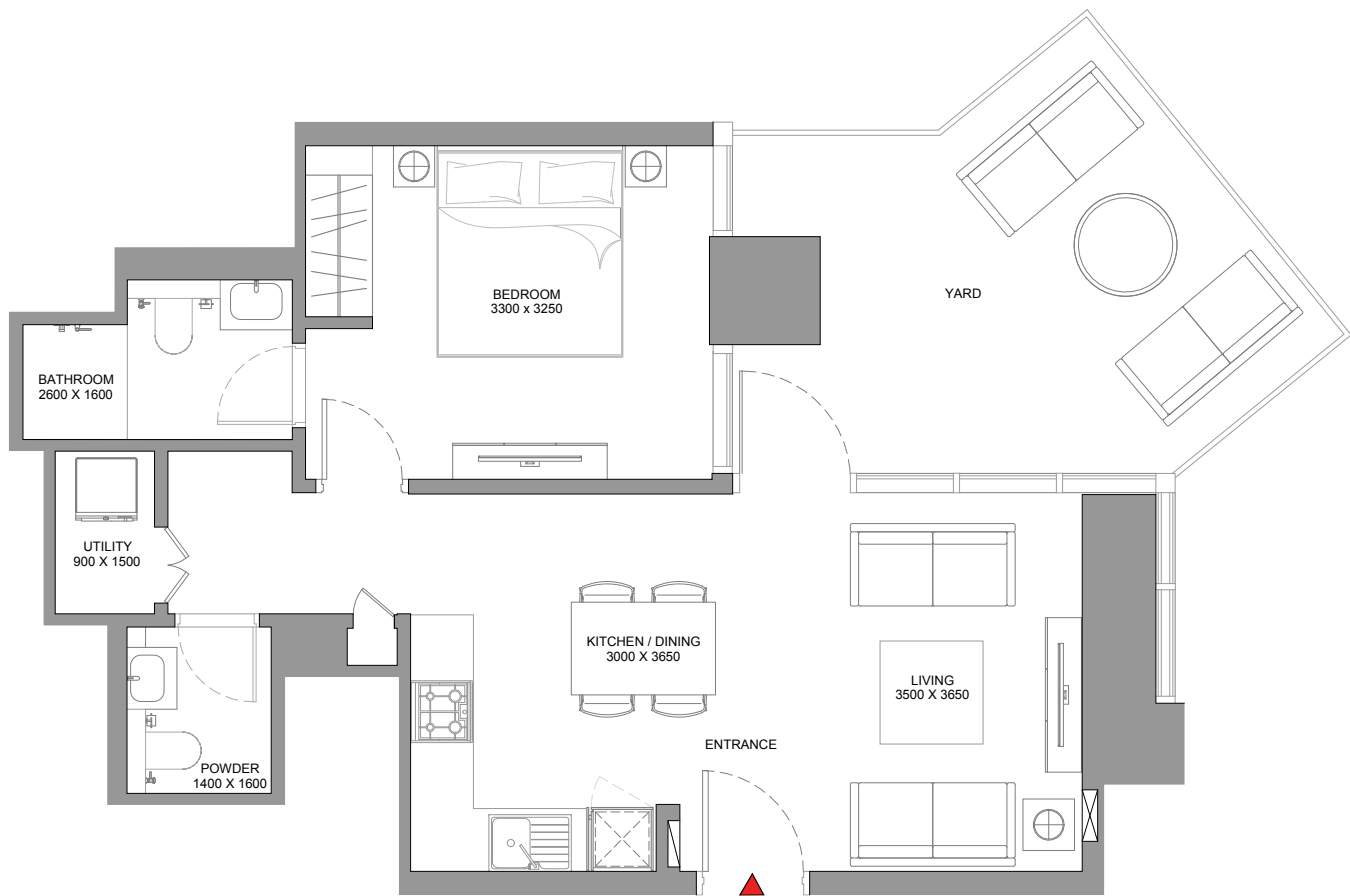 BEDROOM
3300 x 3250
YARD
BATHROOM
2600 X 1600
UTILITY
900 X 1500
KITCHEN / DINING
3000 X 3650
LIVING
3500 X 3650
ENTRANCE
POWDER
1400 X 1600